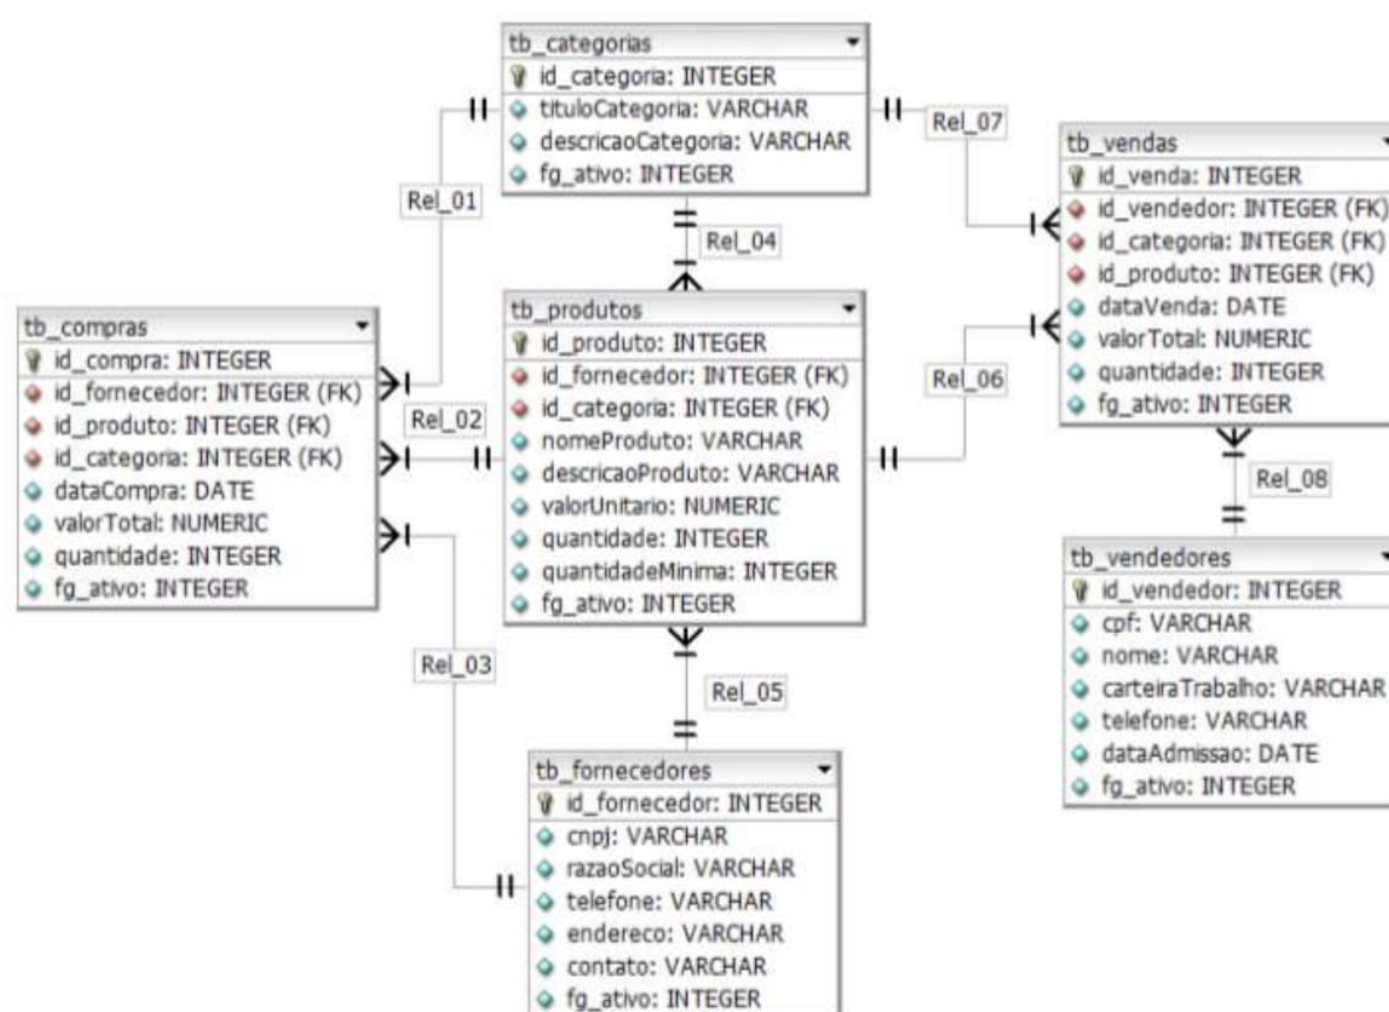 tb_categorias
id_categoria: INTEGER
tituloCategoria: VARCHAR
descricaoCategoria: VARCHAR
fg_ativo: INTEGER
Rel_01
Rel_04
Rel_07
tb_vendas
id_venda: INTEGER
id_vendedor: INTEGER (FK)
id_categoria: INTEGER (FK)
id_produto: INTEGER (FK)
dataVenda: DATE
valorTotal: NUMERIC
quantidade: INTEGER
fg_ativo: INTEGER
tb_compras
id_compra: INTEGER
id_fornecedor: INTEGER (FK)
id_produto: INTEGER (FK)
id_categoria: INTEGER (FK)
dataCompra: DATE
valorTotal: NUMERIC
quantidade: INTEGER
fg_ativo: INTEGER
Rel_02
tb_produtos
id_produto: INTEGER
id_fornecedor: INTEGER (FK)
id_categoria: INTEGER (FK)
nomeProduto: VARCHAR
descricaoProduto: VARCHAR
valorUnitario: NUMERIC
quantidade: INTEGER
quantidadeMinima: INTEGER
fg_ativo: INTEGER
Rel_06
Rel_08
tb_vendedores
id_vendedor: INTEGER
cpf: VARCHAR
nome: VARCHAR
carteiraTrabalho: VARCHAR
telefone: VARCHAR
dataAdmissao: DATE
fg_ativo: INTEGER
Rel_03
Rel_05
tb_fornecedores
id_fornecedor: INTEGER
cnpj: VARCHAR
razaoSocial: VARCHAR
telefone: VARCHAR
endereco: VARCHAR
contato: VARCHAR
fg_ativo: INTEGER